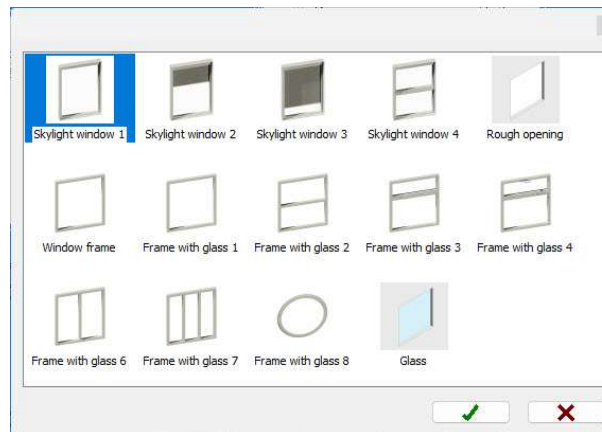 Skylight window 1
Skylight window 2
Skylight window 3
Skylight window 4
Rough opening
Window frame
Frame with glass 1
Frame with glass 2
Frame with glass 3
Frame with glass 4
Frame with glass 6
Frame with glass 7
Frame with glass 8
Glass